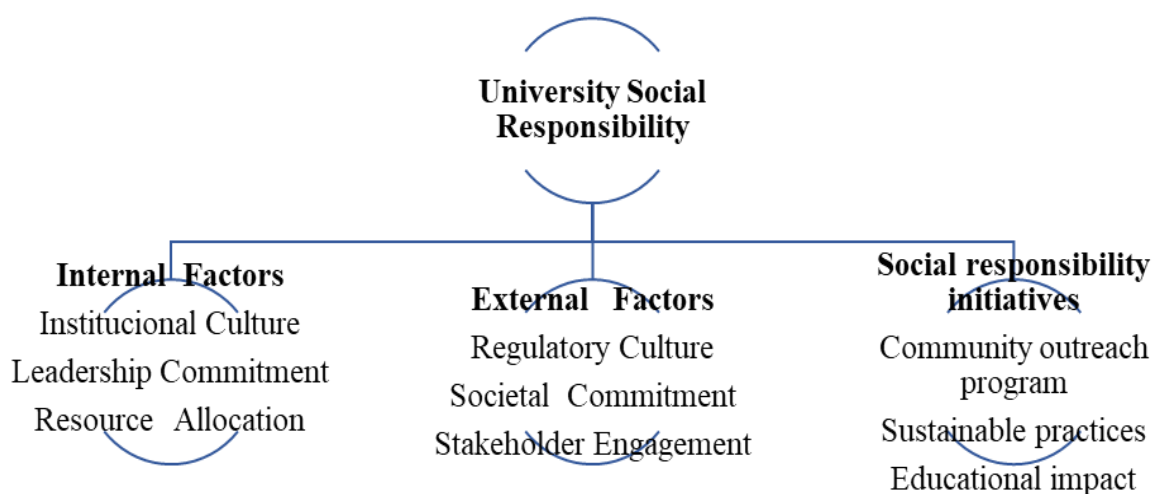 University Social
Responsibility
Internal Factors
Institucional Culture
Leadership Commitment
Resource Allocation
External Factors
Regulatory Culture
Societal Commitment
Stakeholder Engagement
Social responsibility
initiatives
Community outreach
program
Sustainable practices
Educational impact